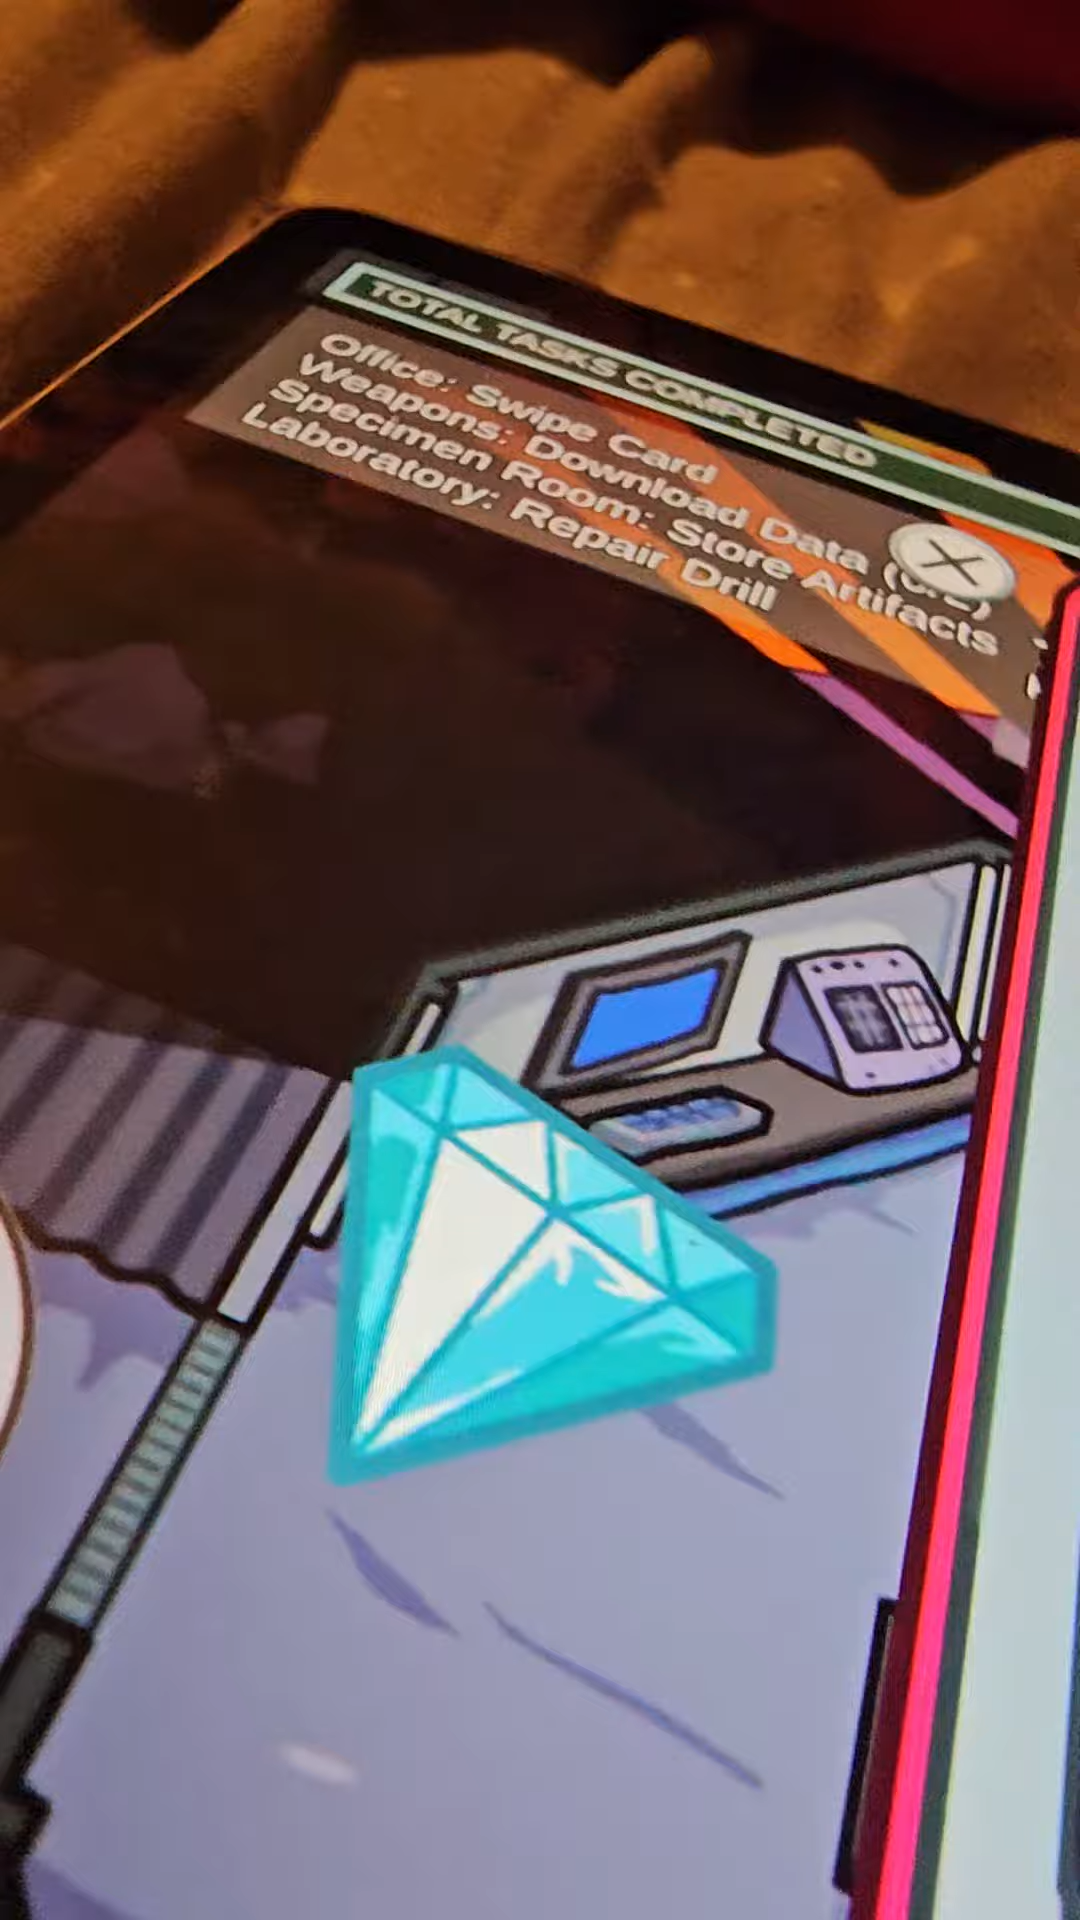 TOTAL TASKS COMPLETED
Office: Swipe Card
Weapons: Download Data
Specimen Room: Store Artifacts
Laboratory: Repair Drill